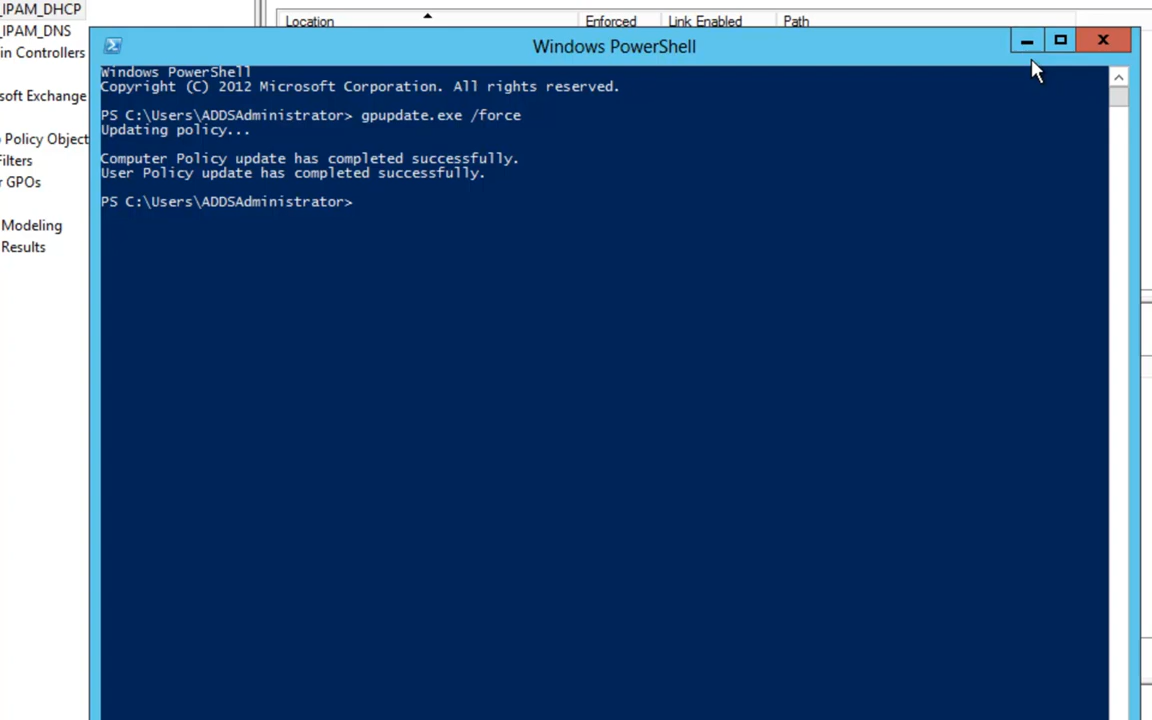 _IPAM_DHCP
_IPAM_DNS
in Controllers
soft Exchange
Policy Object
Filters
r GPOs
Modeling
Results
Location Enforced Link Enabled Path
Windows PowerShell
Windows PowerShell
Copyright (C) 2012 Microsoft Corporation. All rights reserved.
PS C:\Users\ADDSAdministrator> gpupdate.exe /force
Updating policy...
Computer Policy update has completed successfully.
User Policy update has completed successfully.
PS C:\Users\ADDSAdministrator>